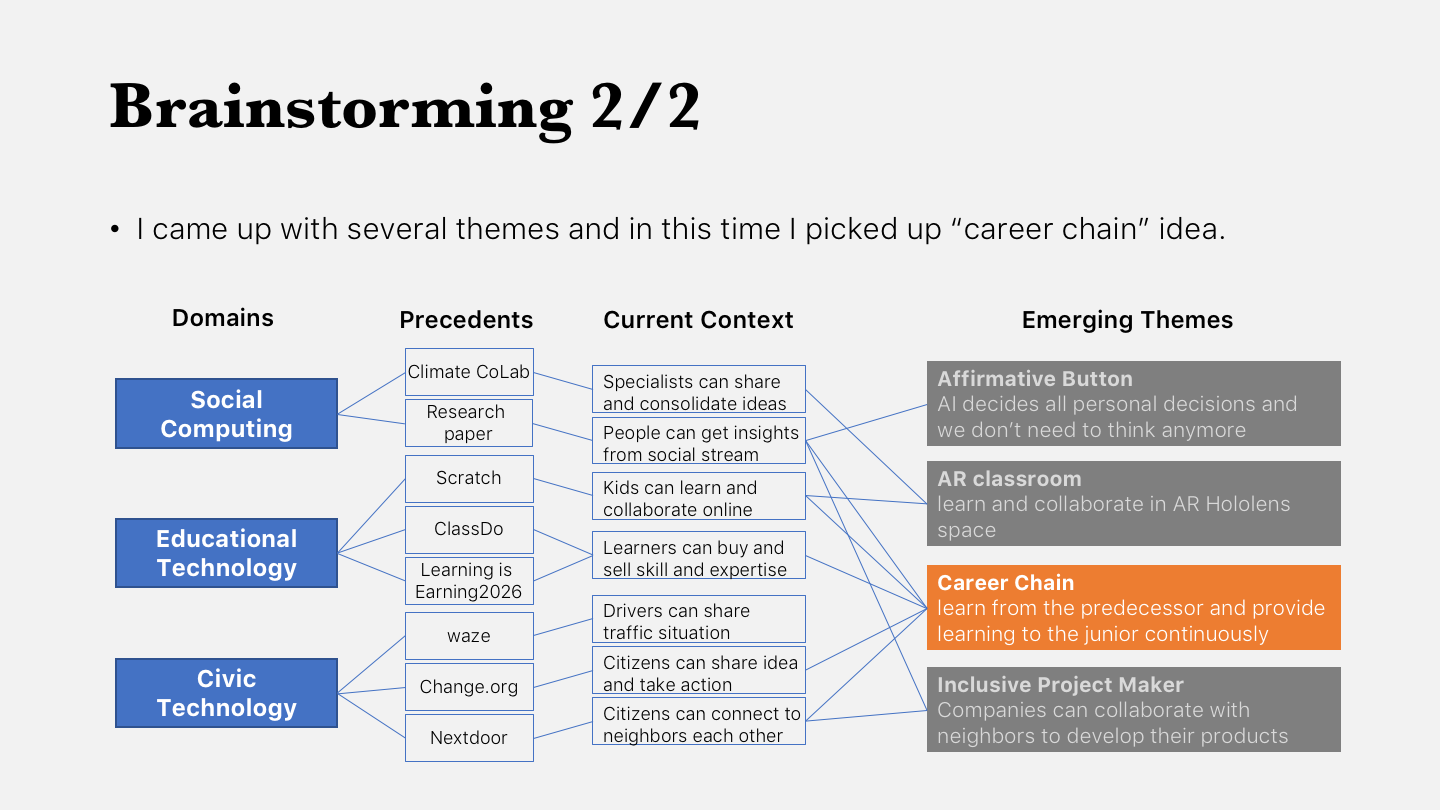 Brainstorming 2/2
• I came up with several themes and in this time I picked up “career chain” idea.
Domains
Social
Computing
Educational
Technology
Civic
Technology
Precedents
Climate CoLab
Research
paper
Scratch
ClassDo
Learning is
Earning2026
waze
Change.org
Nextdoor
Current Context
Specialists can share
and consolidate ideas
People can get insights
from social stream
Kids can learn and
collaborate online
Learners can buy and
sell skill and expertise
Drivers can share
traffic situation
Citizens can share idea
and take action
Citizens can connect to
neighbors each other
Emerging Themes
Affirmative Button
AI decides all personal decisions and
we don’t need to think anymore
AR classroom
learn and collaborate in AR Hololens
space
Career Chain
learn from the predecessor and provide
learning to the junior continuously
Inclusive Project Maker
Companies can collaborate with
neighbors to develop their products